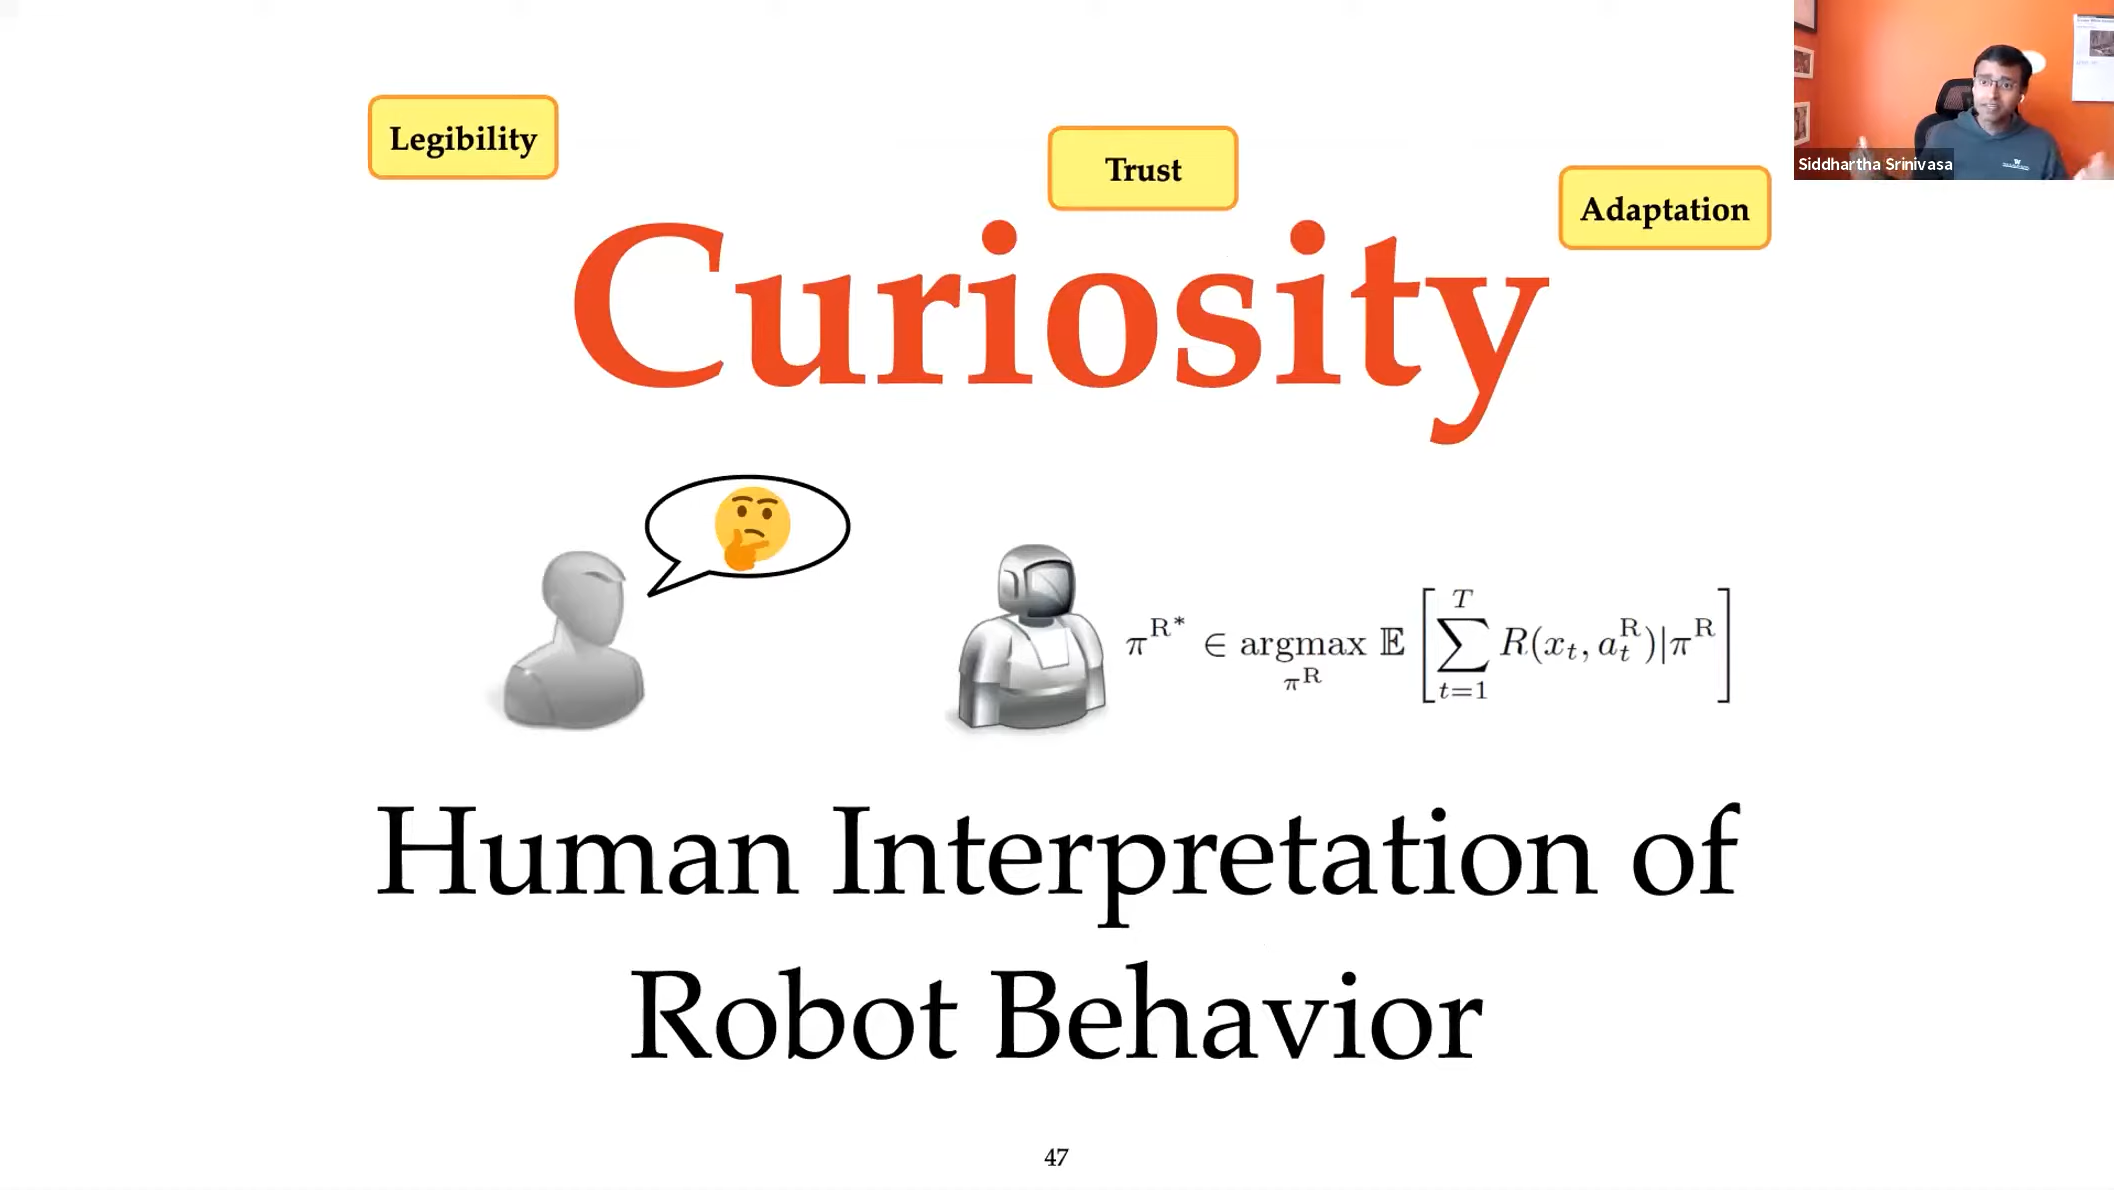 Legibility
Trust
Adaptation
Siddhartha Srinivasa
Curiosity
π^{R*} ∈ argmax_{π^R} 𝔼 [ ∑_{t=1}^{T} R(x_t, a_t^R)|π^R ]
Human Interpretation of
Robot Behavior
47